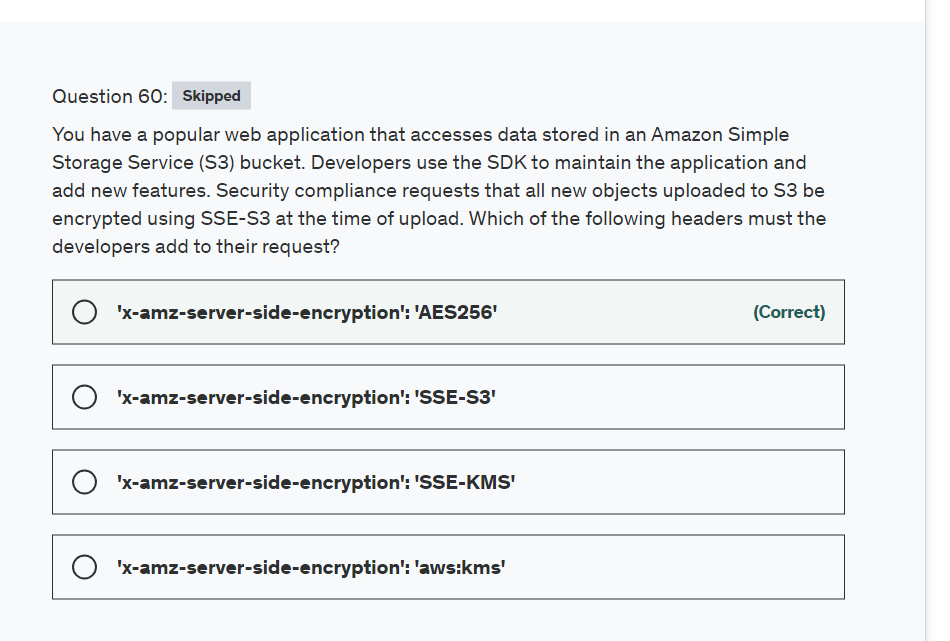 Question 60: Skipped
You have a popular web application that accesses data stored in an Amazon Simple
Storage Service (S3) bucket. Developers use the SDK to maintain the application and
add new features. Security compliance requests that all new objects uploaded to S3 be
encrypted using SSE-S3 at the time of upload. Which of the following headers must the
developers add to their request?
'x-amz-server-side-encryption': 'AES256' (Correct)
'x-amz-server-side-encryption': 'SSE-S3'
'x-amz-server-side-encryption': 'SSE-KMS'
'x-amz-server-side-encryption': 'aws:kms'